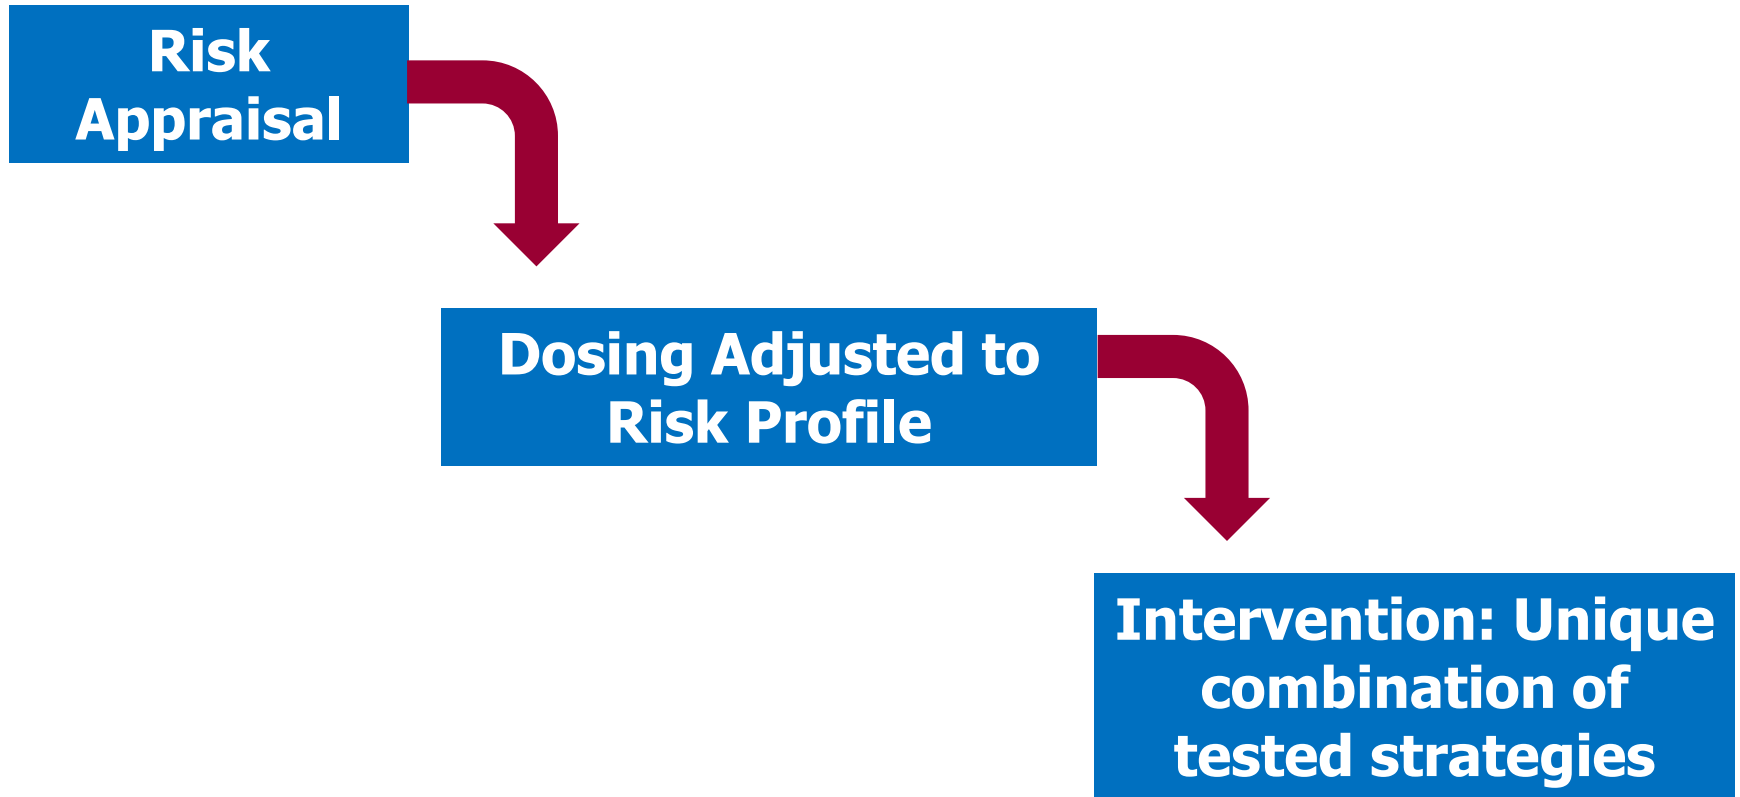 Risk
Appraisal
Dosing Adjusted to
Risk Profile
Intervention: Unique
combination of
tested strategies